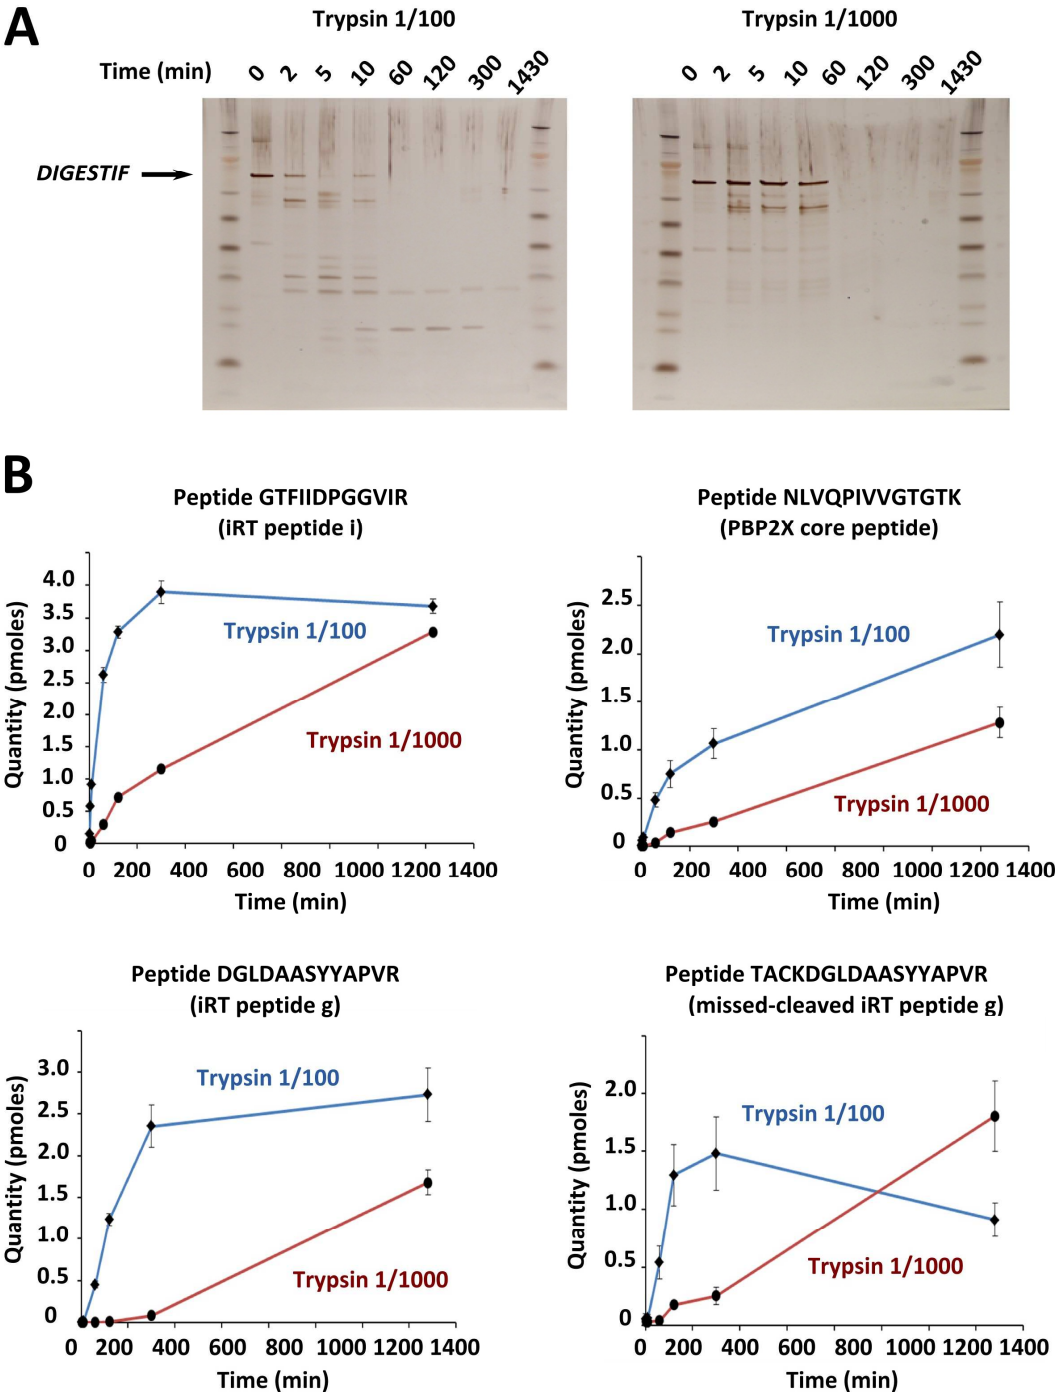 A
Trypsin 1/100
Trypsin 1/1000
Time (min)
0 2 5 10 60 120 300 1430
0 2 5 10 60 120 300 1430
DIGESTIF
B
Peptide GTFIIDPGGVIR
(iRT peptide i)
Quantity (pmoles)
4.0
3.5
3.0
2.5
2.0
1.5
1.0
0.5
0
Trypsin 1/100
Trypsin 1/1000
0 200 400 600 800 1000 1200 1400
Time (min)
Peptide NLVQPIVVGTGTK
(PBP2X core peptide)
Quantity (pmoles)
2.5
2.0
1.5
1.0
0.5
0
Trypsin 1/100
Trypsin 1/1000
0 200 400 600 800 1000 1200 1400
Time (min)
Peptide DGLDAASYYAPVR
(iRT peptide g)
Quantity (pmoles)
3.0
2.5
2.0
1.5
1.0
0.5
0
Trypsin 1/100
Trypsin 1/1000
0 200 400 600 800 1000 1200 1400
Time (min)
Peptide TACKDGLDAASYYAPVR
(missed-cleaved iRT peptide g)
Quantity (pmoles)
2.0
1.5
1.0
0.5
0
Trypsin 1/100
Trypsin 1/1000
0 200 400 600 800 1000 1200 1400
Time (min)